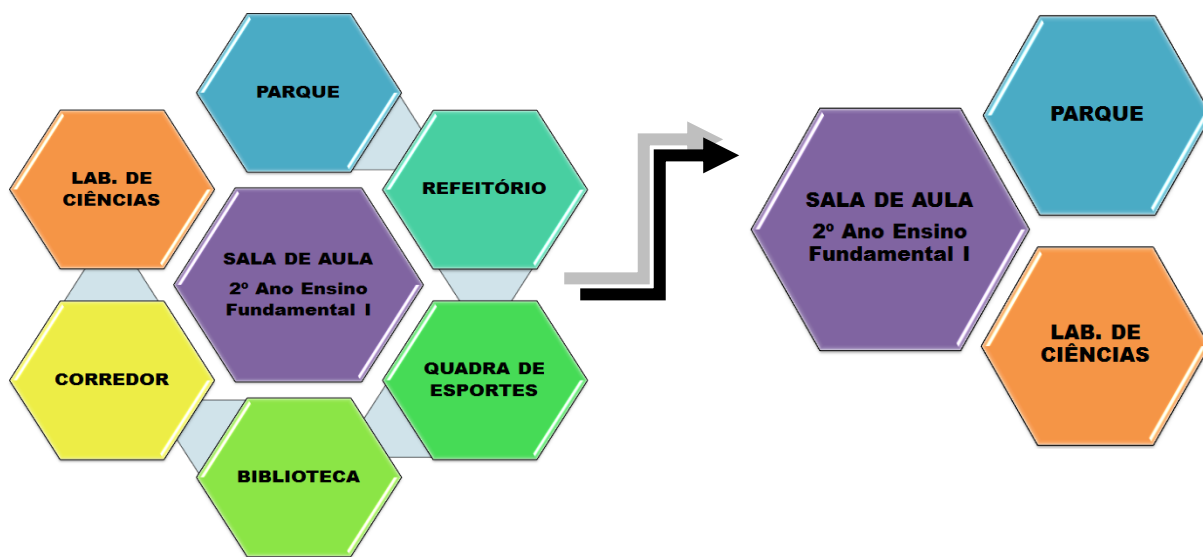 PARQUE
LAB. DE
CIÊNCIAS
REFEITÓRIO
SALA DE AULA
2º Ano Ensino
Fundamental I
CORREDOR
QUADRA DE
ESPORTES
BIBLIOTECA
PARQUE
SALA DE AULA
2º Ano Ensino
Fundamental I
LAB. DE
CIÊNCIAS